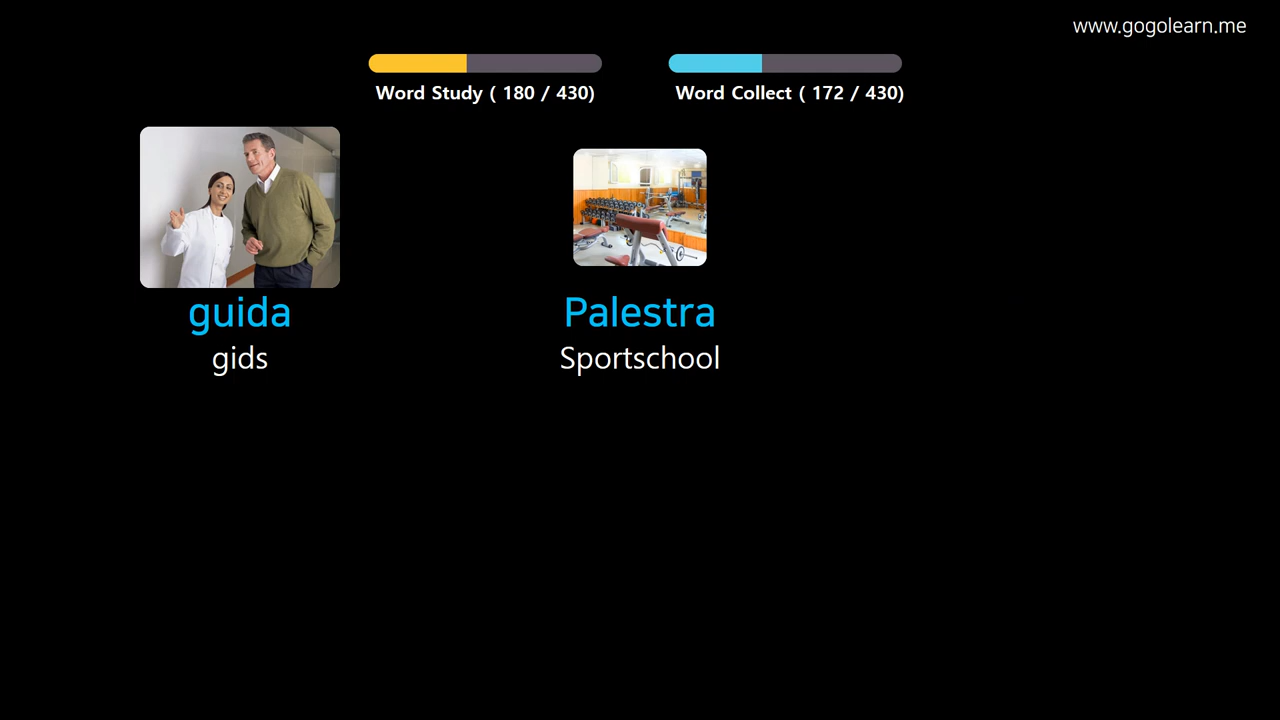 www.gogolearn.me
Word Study ( 180 / 430)
Word Collect ( 172 / 430)
guida
gids
Palestra
Sportschool